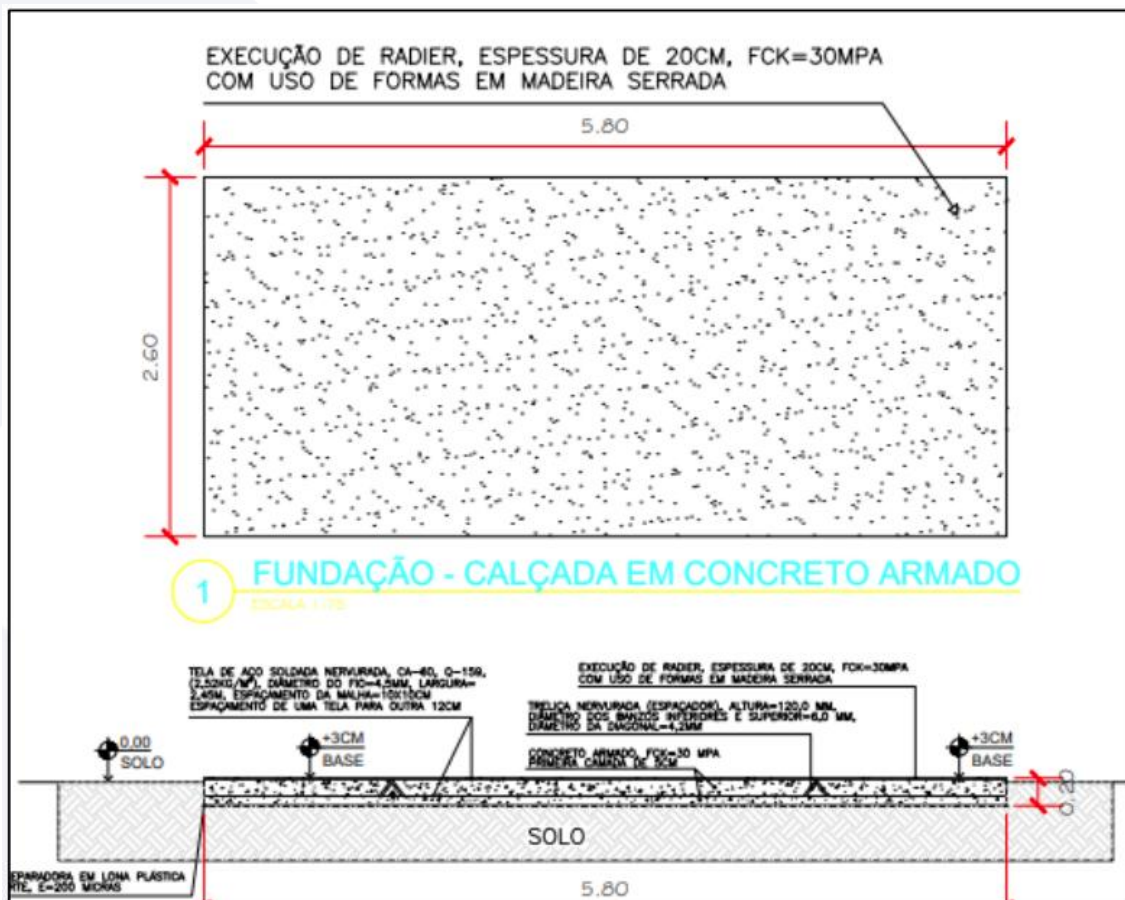 EXECUÇÃO DE RADIER, ESPESSURA DE 20CM, FCK=30MPA
COM USO DE FORMAS EM MADEIRA SERRADA
5.80
2.60
1
FUNDAÇÃO - CALÇADA EM CONCRETO ARMADO
TELA DE AÇO SOLDADA NERVURADA, CA-60, Q-159,
(2,52KG/M²), DIÂMETRO DO FIO=4,5MM, LARGURA=
2,45M, ESPAÇAMENTO DA MALHA=10X10CM
ESPAÇAMENTO DE UMA TELA PARA OUTRA 12CM
EXECUÇÃO DE RADIER, ESPESSURA DE 20CM, FCK=30MPA
COM USO DE FORMAS EM MADEIRA SERRADA
TRELIÇA NERVURADA (ESPAÇADOR), ALTURA=120,0 MM,
DIÂMETRO DOS BANZOS INFERIORES E SUPERIOR=6,0 MM,
DIÂMETRO DA DIAGONAL=4,2MM
CONCRETO ARMADO, FCK=30 MPA
PRIMEIRA CAMADA DE 5CM
0,00
SOLO
+3CM
BASE
+3CM
BASE
0.20
SOLO
EPARADORA EM LONA PLÁSTICA
RTE, E=200 MICRAS
5.80